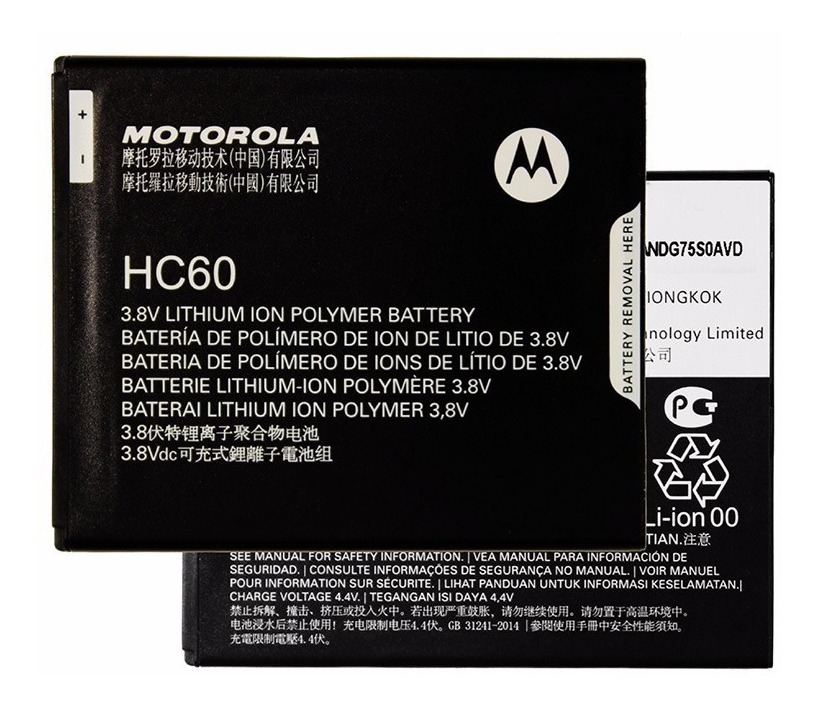 +
-
MOTOROLA
摩托罗拉移动技术(中国)有限公司
摩托羅拉移動技術(中国)有限公司
HC60
3.8V LITHIUM ION POLYMER BATTERY
BATERÍA DE POLÍMERO DE ION DE LITIO DE 3.8V
BATERIA DE POLÍMERO DE IONS DE LÍTIO DE 3.8V
BATTERIE LITHIUM-ION POLYMÈRE 3.8V
BATERAI LITHIUM ION POLYMER 3,8V
3.8伏特锂离子聚合物电池
3.8Vdc可充式鋰離子電池组
BATTERY REMOVAL HERE
ANDG75S0AVD
IONGKOK
nology Limited
公司
Li-ion 00
TIAN.注意
SEE MANUAL FOR SAFETY INFORMATION. | VEA MANUAL PARA INFORMACIÓN DE
SEGURIDAD. | CONSULTE INFORMAÇÕES DE SEGURANÇA NO MANUAL. | VOIR MANUEL
POUR INFORMATION SUR SÉCURITE. | LIHAT PANDUAN UNTUK INFORMASI KESELAMATAN.|
CHARGE VOLTAGE 4.4V. | TEGANGAN ISI DAYA 4,4V
禁止拆解、撞击、挤压或投入火中。若出现严重鼓胀，请勿继续使用。勿置于高温环境中。
电池浸水后禁止使用！充电限制电压4.4伏。GB 31241-2014 |參閱使用手冊中安全性能須知。
充電限制電壓4.4伏。